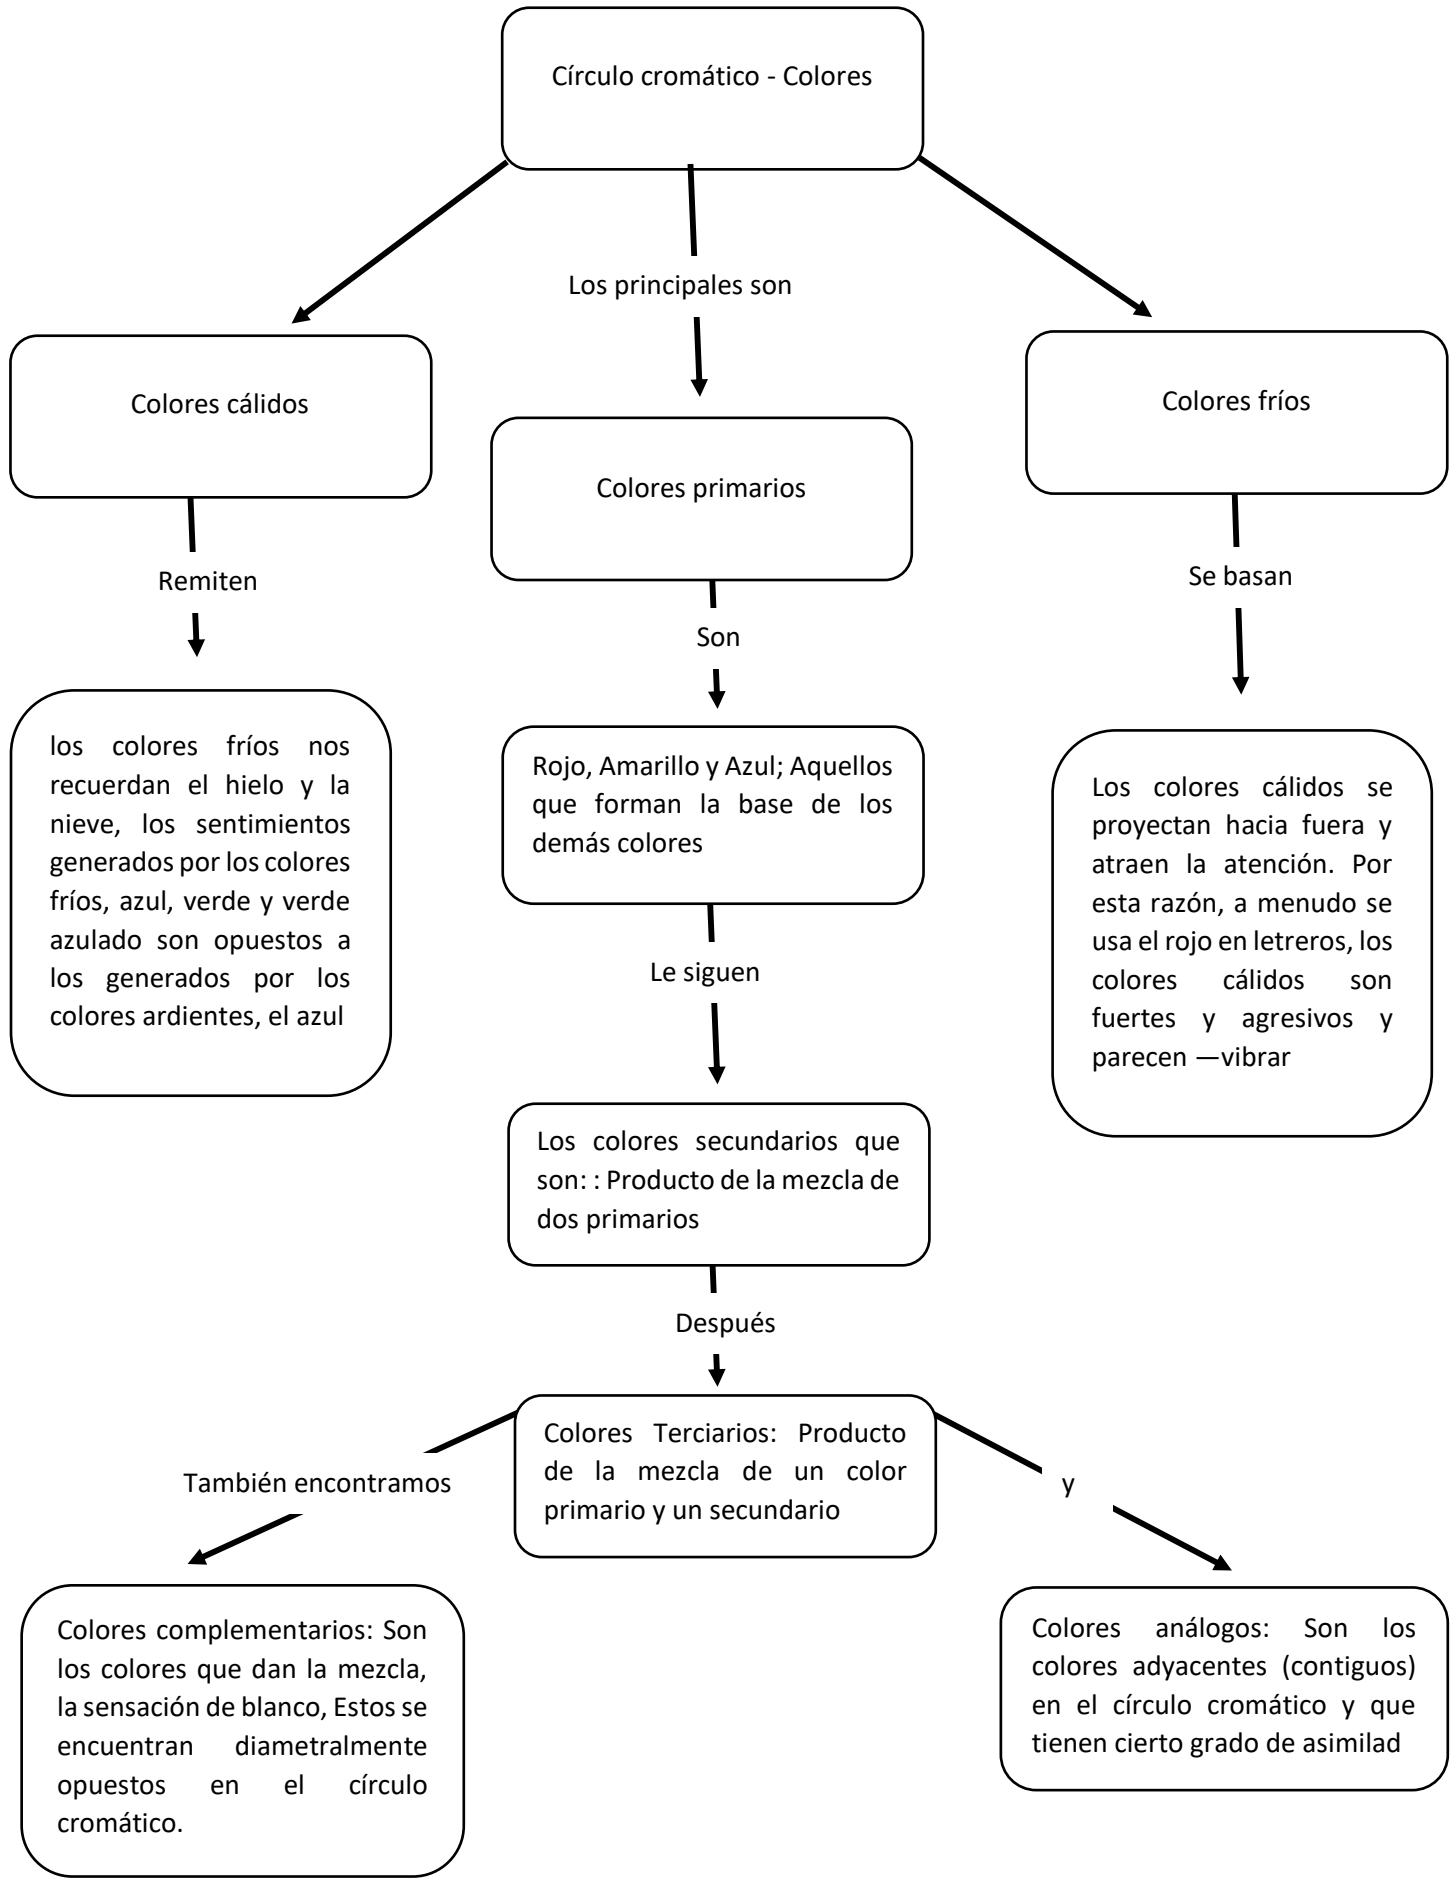 Círculo cromático - Colores
Los principales son
Colores cálidos
Colores primarios
Colores fríos
Remiten
Son
Se basan
los colores fríos nos
recuerdan el hielo y la
nieve, los sentimientos
generados por los colores
fríos, azul, verde y verde
azulado son opuestos a
los generados por los
colores ardientes, el azul
Rojo, Amarillo y Azul; Aquellos
que forman la base de los
demás colores
Los colores cálidos se
proyectan hacia fuera y
atraen la atención. Por
esta razón, a menudo se
usa el rojo en letreros, los
colores cálidos son
fuertes y agresivos y
parecen —vibrar
Le siguen
Los colores secundarios que
son: : Producto de la mezcla de
dos primarios
Después
Colores Terciarios: Producto
de la mezcla de un color
primario y un secundario
También encontramos
y
Colores complementarios: Son
los colores que dan la mezcla,
la sensación de blanco, Estos se
encuentran diametralmente
opuestos en el círculo
cromático.
Colores análogos: Son los
colores adyacentes (contiguos)
en el círculo cromático y que
tienen cierto grado de asimilad